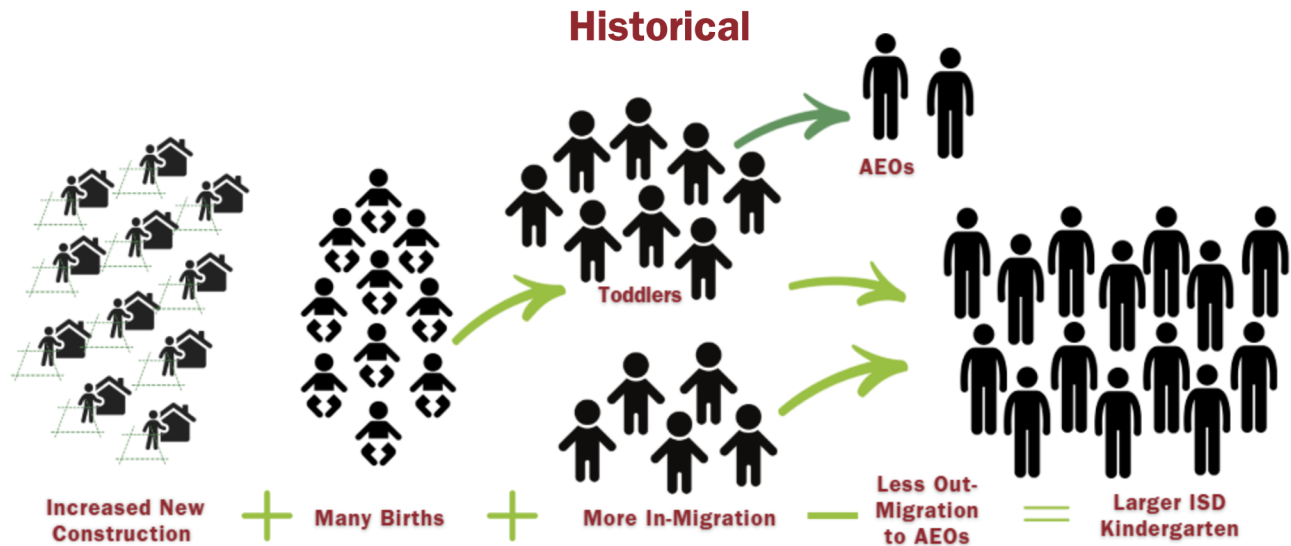 Historical
AEOs
Toddlers
Increased New
Construction
+
Many Births
+
More In-Migration
—
Less Out-
Migration
to AEOs
=
Larger ISD
Kindergarten